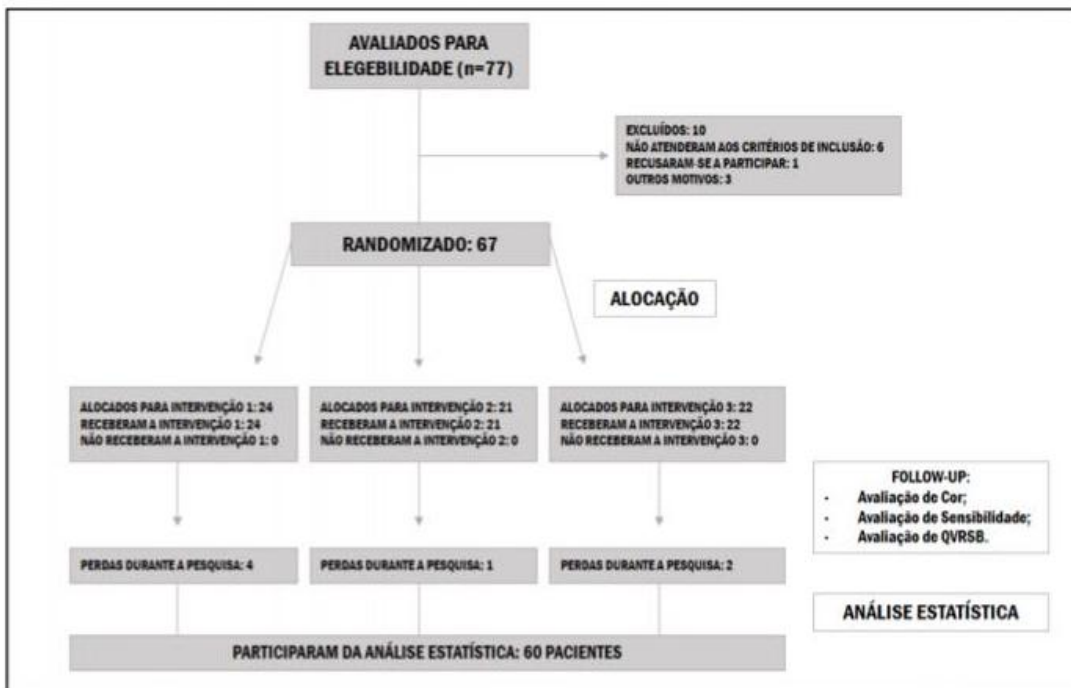 AVALIADOS PARA
ELEGEBILIDADE (n=77)
EXCLUÍDOS: 10
NÃO ATENDERAM AOS CRITÉRIOS DE INCLUSÃO: 6
RECUSARAM-SE A PARTICIPAR: 1
OUTROS MOTIVOS: 3
RANDOMIZADO: 67
ALOCAÇÃO
ALOCADOS PARA INTERVENÇÃO 1: 24
RECEBERAM A INTERVENÇÃO 1: 24
NÃO RECEBERAM A INTERVENÇÃO 1: 0
ALOCADOS PARA INTERVENÇÃO 2: 21
RECEBERAM A INTERVENÇÃO 2: 21
NÃO RECEBERAM A INTERVENÇÃO 2: 0
ALOCADOS PARA INTERVENÇÃO 3: 22
RECEBERAM A INTERVENÇÃO 3: 22
NÃO RECEBERAM A INTERVENÇÃO 3: 0
FOLLOW-UP:
- Avaliação de Cor;
- Avaliação de Sensibilidade;
- Avaliação de QVRSB.
PERDAS DURANTE A PESQUISA: 4
PERDAS DURANTE A PESQUISA: 1
PERDAS DURANTE A PESQUISA: 2
ANÁLISE ESTATÍSTICA
PARTICIPARAM DA ANÁLISE ESTATÍSTICA: 60 PACIENTES